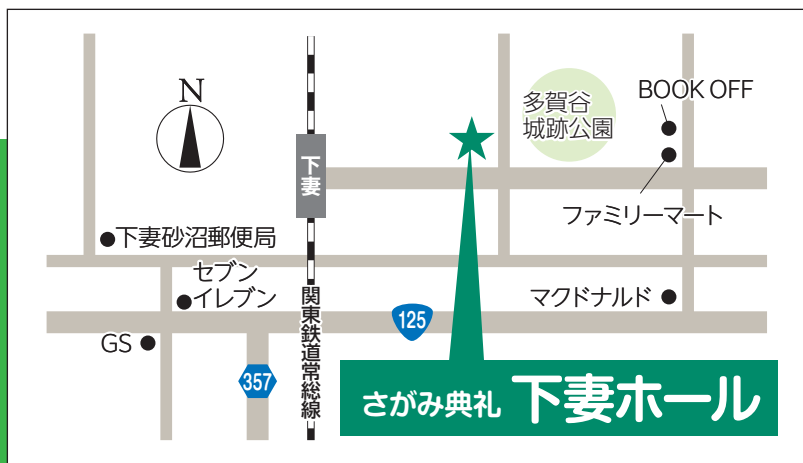 N
多賀谷
城跡公園
BOOK OFF
下妻
ファミリーマート
下妻砂沼郵便局
セブン
イレブン
マクドナルド
関東鉄道常総線
125
GS
357
さがみ典礼 下妻ホール